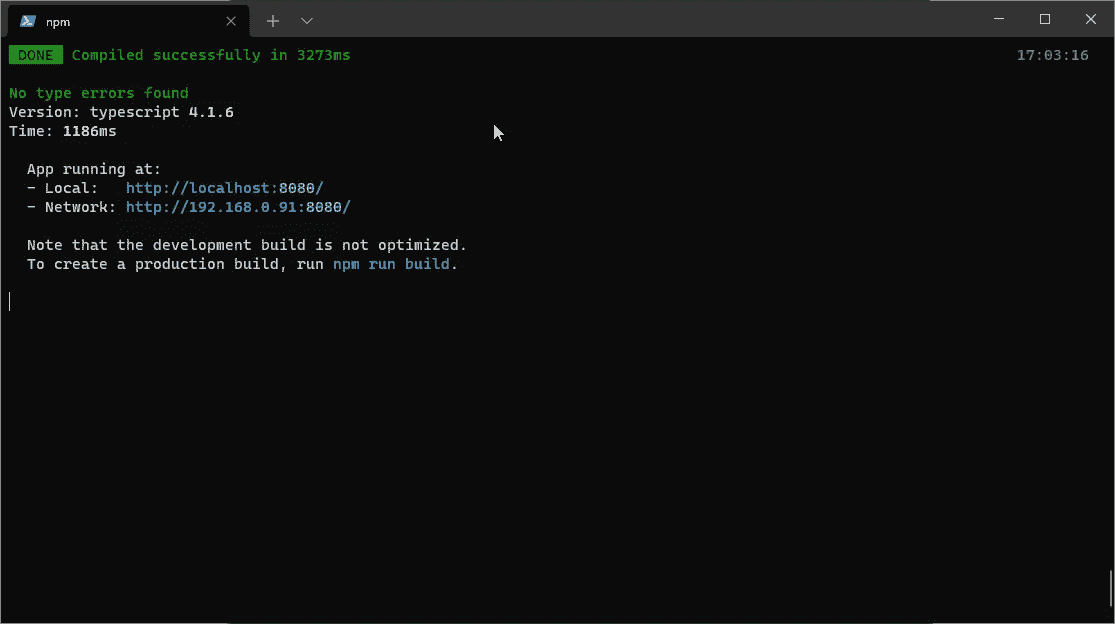 npm
DONE Compiled successfully in 3273ms 17:03:16
No type errors found
Version: typescript 4.1.6
Time: 1186ms
App running at:
- Local: http://localhost:8080/
- Network: http://192.168.0.91:8080/
Note that the development build is not optimized.
To create a production build, run npm run build.